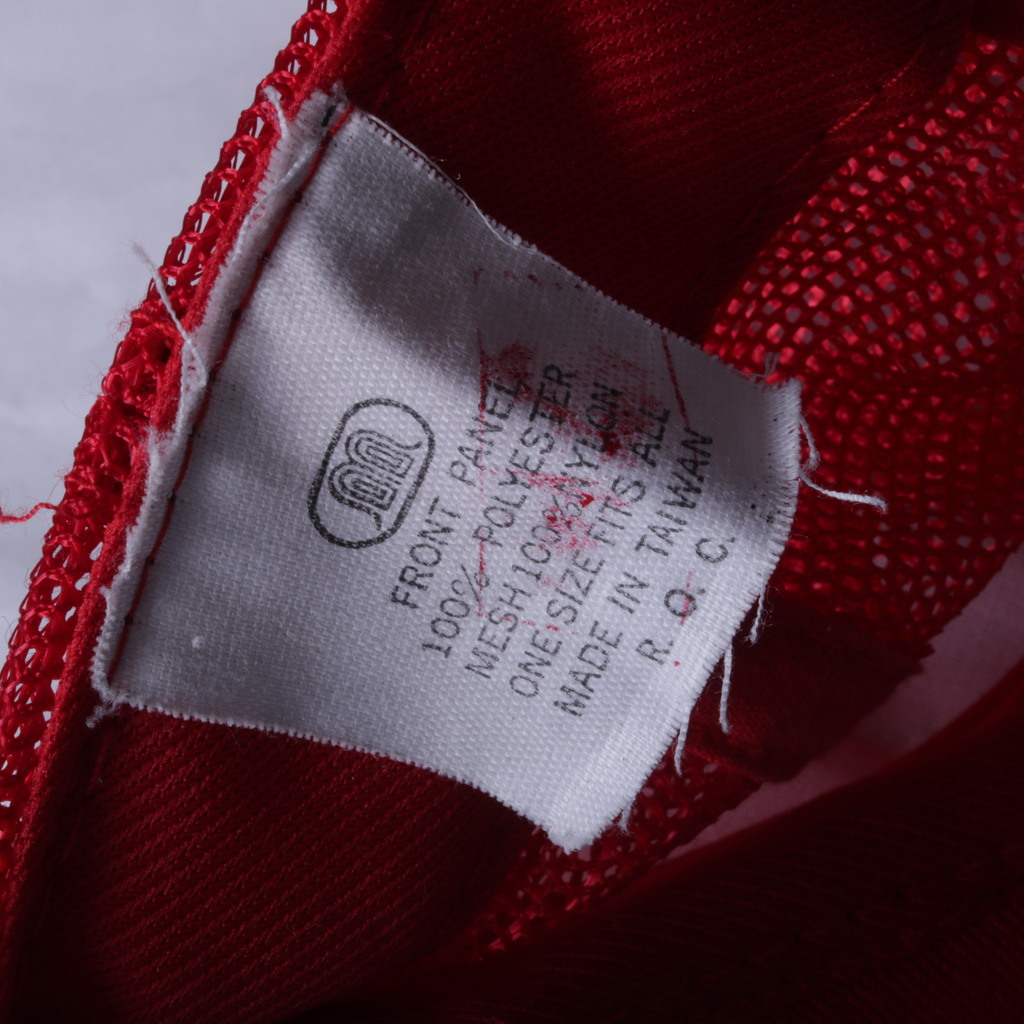 FRONT PANEL
100% POLYESTER
MESH 100% NYLON
ONE SIZE FITS ALL
MADE IN TAIWAN
R. O. C.